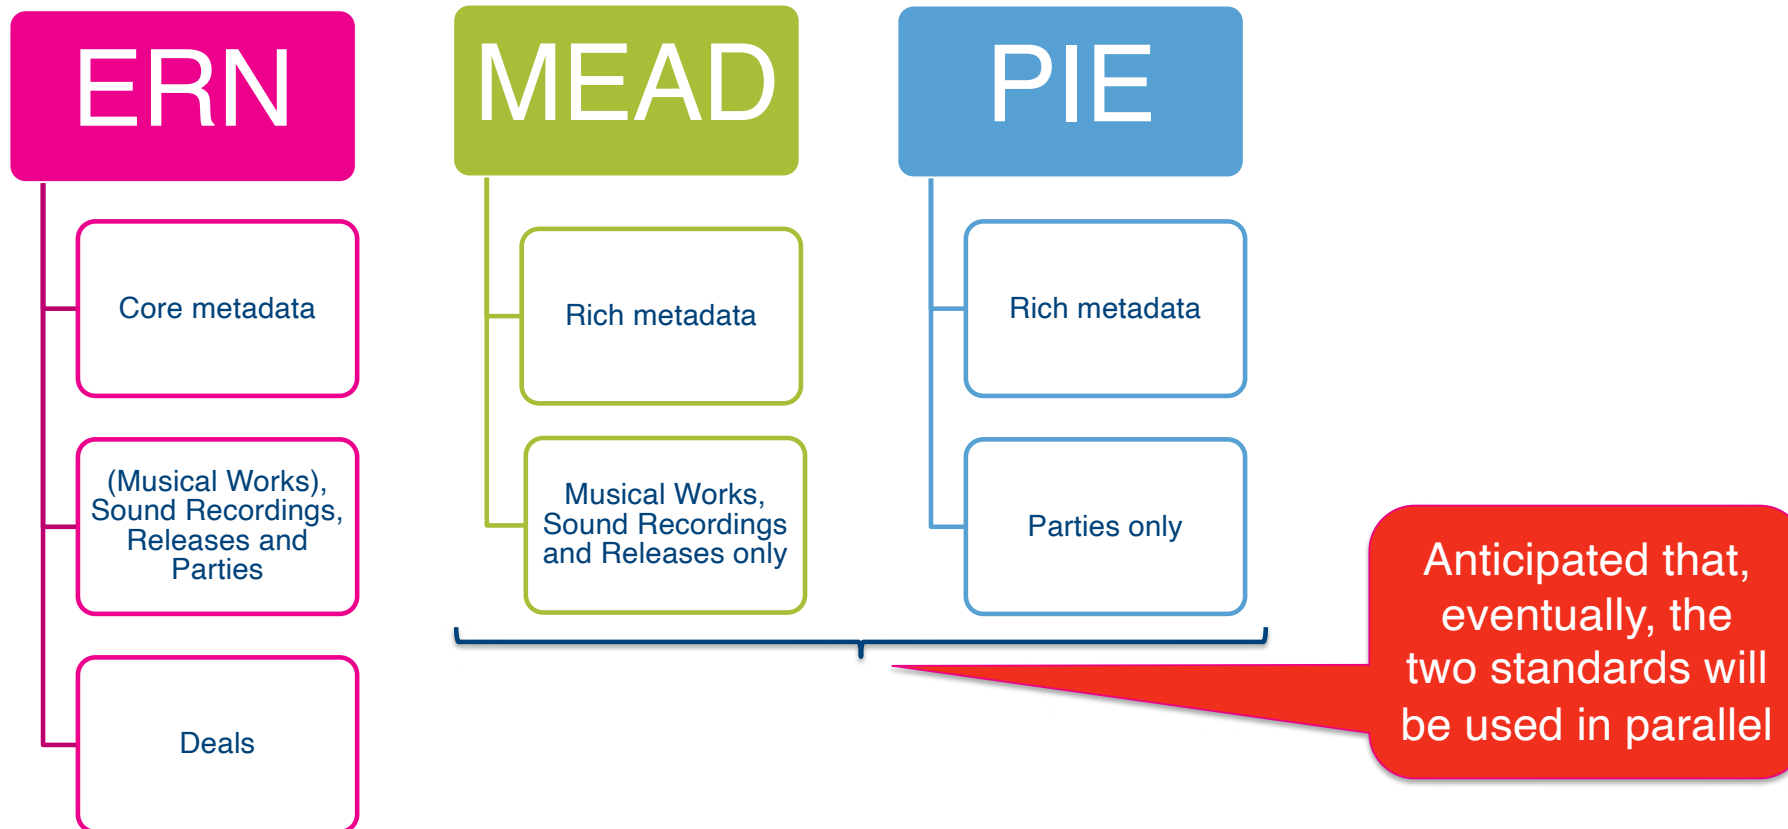 ERN
Core metadata
(Musical Works),
Sound Recordings,
Releases and
Parties
Deals
MEAD
Rich metadata
Musical Works,
Sound Recordings
and Releases only
PIE
Rich metadata
Parties only
Anticipated that,
eventually, the
two standards will
be used in parallel